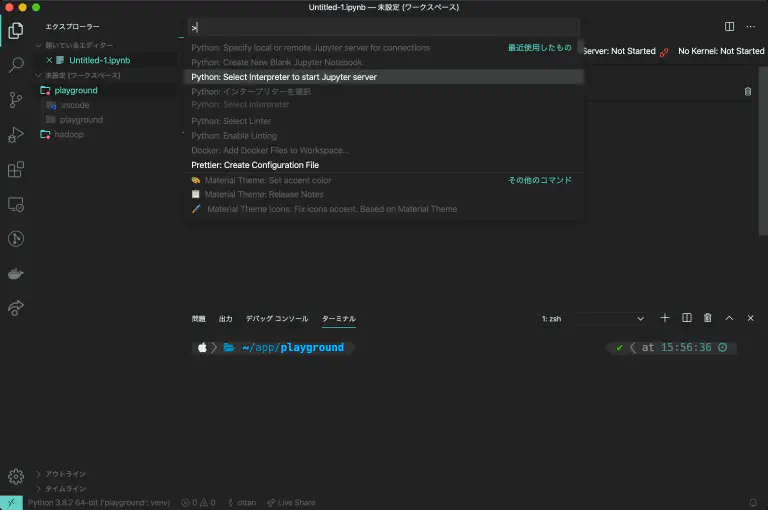 Untitled-1.ipynb — 未設定 (ワークスペース)
エクスプローラー
開いているエディター
Untitled-1.ipynb
未設定 (ワークスペース)
playground
.vscode
playground
hadoop
>
Python: Specify local or remote Jupyter server for connections
最近使用したもの
Python: Create New Blank Jupyter Notebook
Python: Select Interpreter to start Jupyter server
Python: インタープリターを選択
Python: Select Interpreter
Python: Select Linter
Python: Enable Linting
Docker: Add Docker Files to Workspace...
Prettier: Create Configuration File
Material Theme: Set accent color
その他のコマンド
Material Theme: Release Notes
Material Theme Icons: Fix icons accent. Based on Material Theme
Server: Not Started
No Kernel: Not Started
問題 出力 デバッグ コンソール ターミナル
1: zsh
~/app/playground
at 15:56:36
アウトライン
タイムライン
Python 3.8.2 64-bit ('playground': venv) 0 0 ottan Live Share